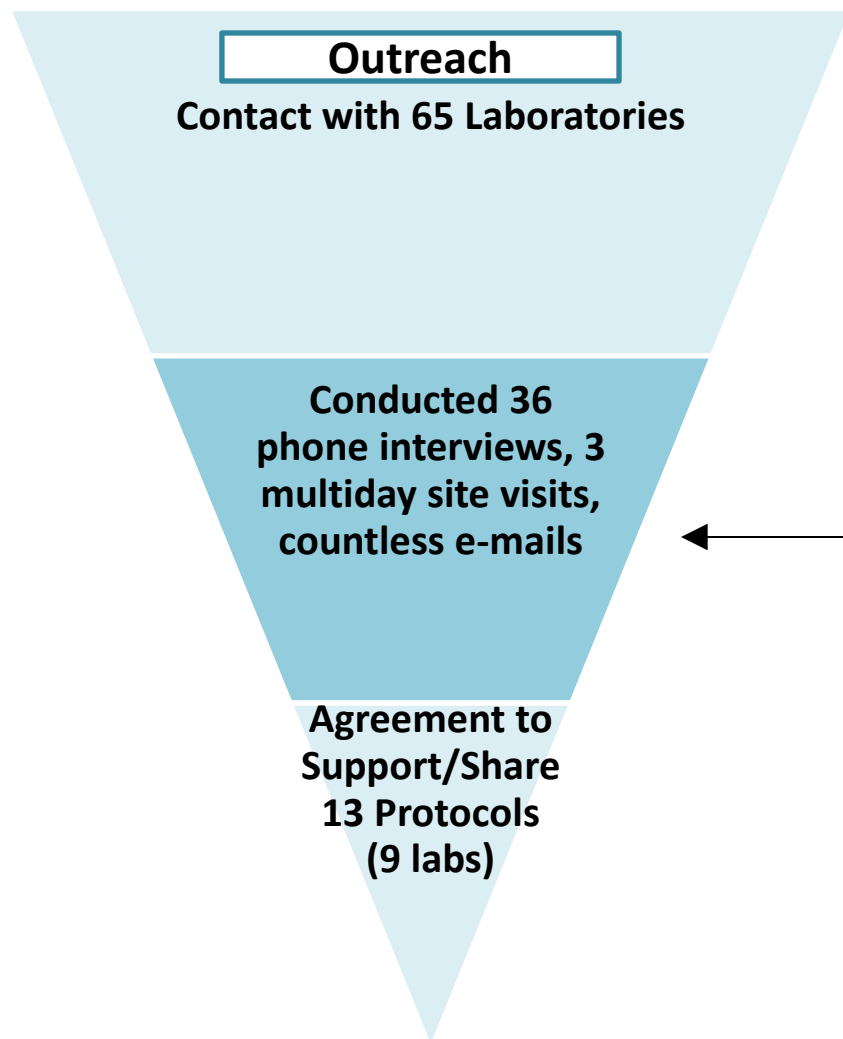 Outreach
Contact with 65 Laboratories
Conducted 36
phone interviews, 3
multiday site visits,
countless e-mails
Agreement to
Support/Share
13 Protocols
(9 labs)